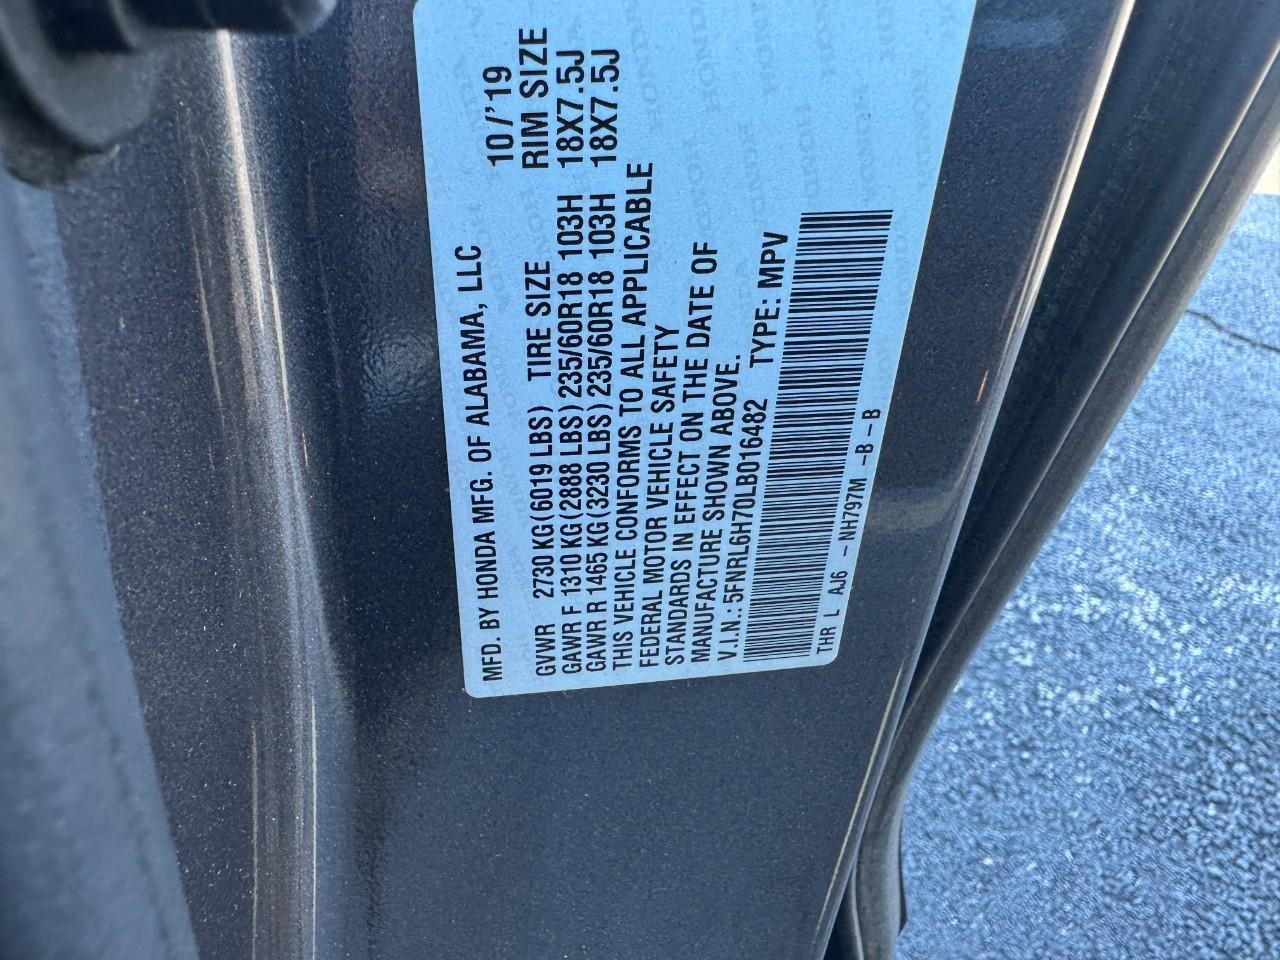 MFD. BY HONDA MFG. OF ALABAMA, LLC 10/'19
GVWR 2730 KG (6019 LBS) TIRE SIZE RIM SIZE
GAWR F 1310 KG (2888 LBS) 235/60R18 103H 18X7.5J
GAWR R 1465 KG (3230 LBS) 235/60R18 103H 18X7.5J
THIS VEHICLE CONFORMS TO ALL APPLICABLE
FEDERAL MOTOR VEHICLE SAFETY
STANDARDS IN EFFECT ON THE DATE OF
MANUFACTURE SHOWN ABOVE.
V.I.N.: 5FNRL6H70LB016482 TYPE: MPV
THR L AJ6 - NH797M -B - B